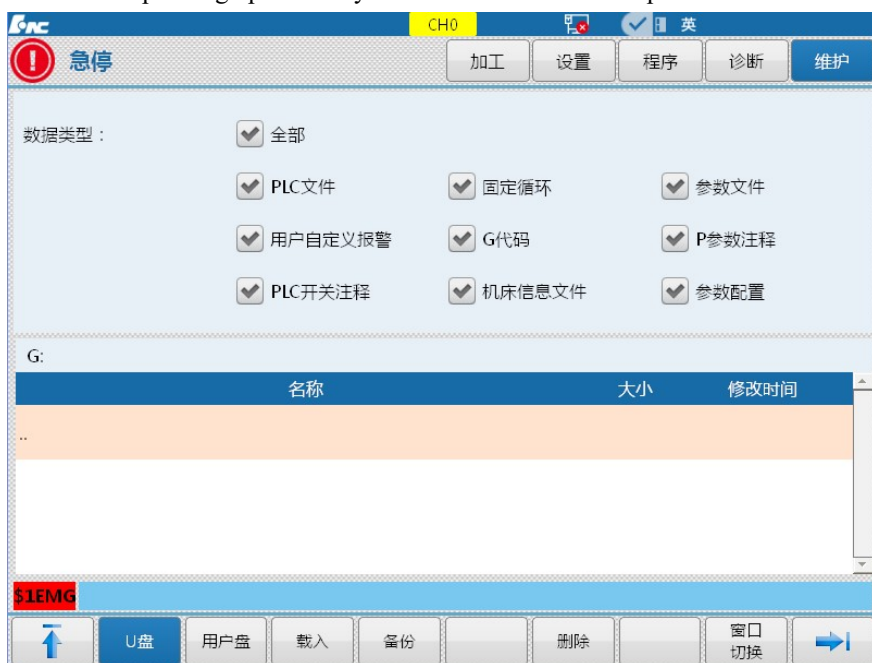 HNC CH0 英
急停 加工 设置 程序 诊断 维护
数据类型： 全部
PLC文件 固定循环 参数文件
用户自定义报警 G代码 P参数注释
PLC开关注释 机床信息文件 参数配置
G:
名称 大小 修改时间
..
$1EMG
U盘 用户盘 载入 备份 删除 窗口
切换